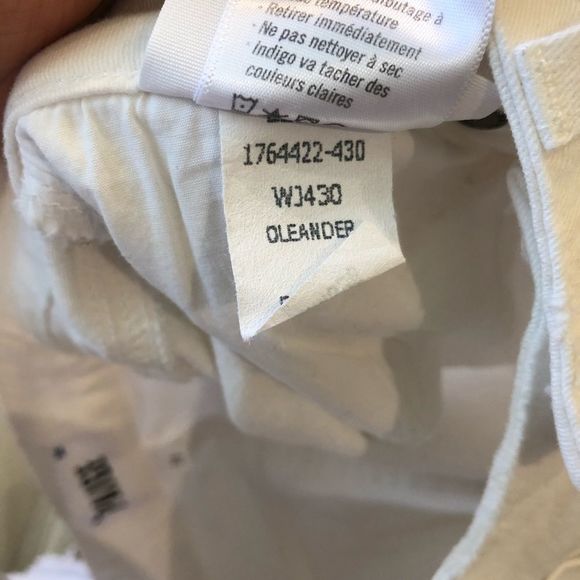 température
· Retirer immédiatement
· Ne pas nettoyer à sec
· Indigo va tacher des
couleurs claires
1764422-430
WJ430
OLEANDER